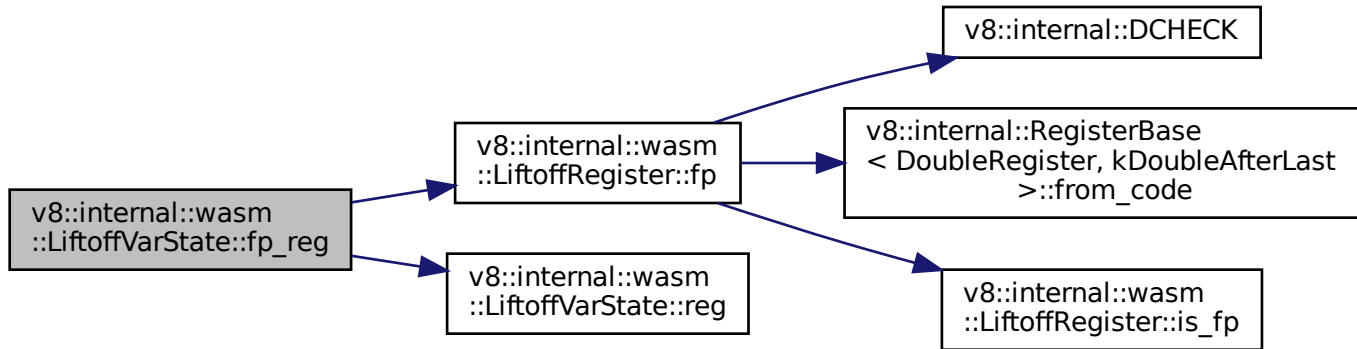 v8::internal::wasm
::LiftoffVarState::fp_reg
v8::internal::wasm
::LiftoffRegister::fp
v8::internal::wasm
::LiftoffVarState::reg
v8::internal::DCHECK
v8::internal::RegisterBase
< DoubleRegister, kDoubleAfterLast
>::from_code
v8::internal::wasm
::LiftoffRegister::is_fp